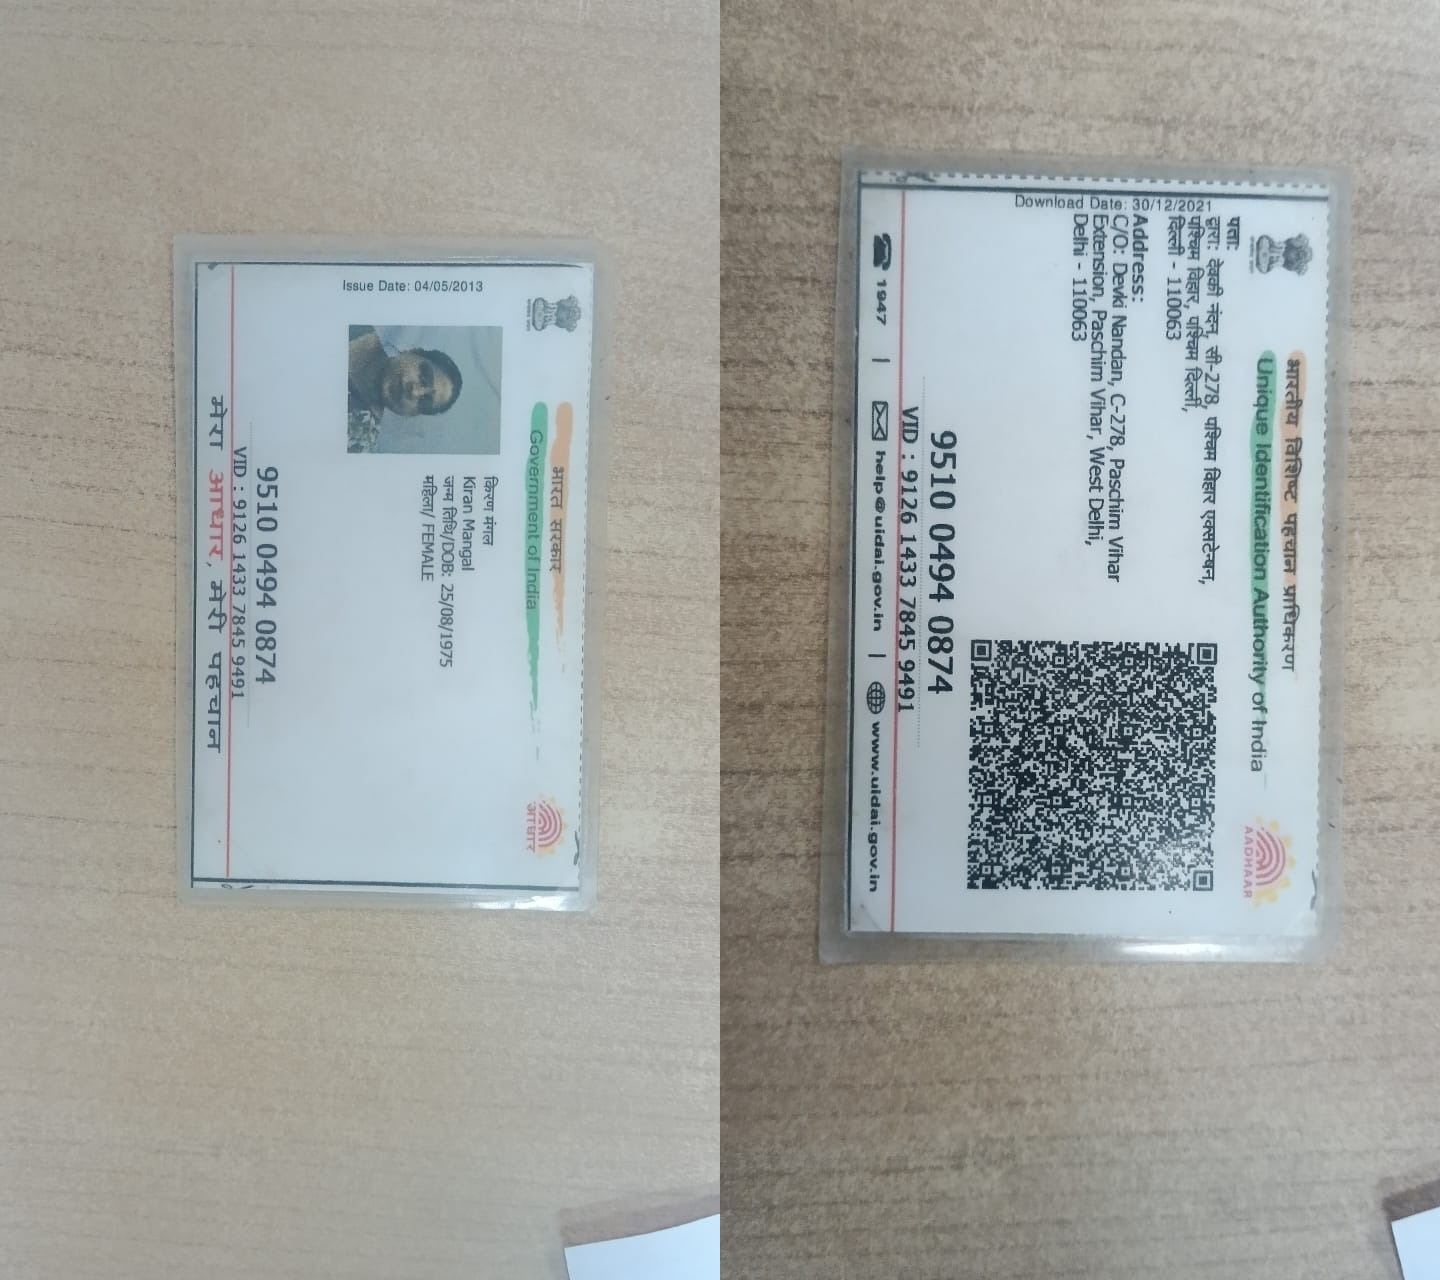 भारत सरकार
Government of India
Issue Date: 04/05/2013
किरण मंगल
Kiran Mangal
जन्म तिथि/DOB: 25/08/1975
महिला/ FEMALE
9510 0494 0874
VID : 9126 1433 7845 9491
मेरा आधार, मेरी पहचान
आधार
भारतीय विशिष्ट पहचान प्राधिकरण
Unique Identification Authority of India
AADHAAR
Download Date: 30/12/2021
पता:
द्वारा: देवकी नंदन, सी-278, पश्चिम विहार एक्सटेन्षन,
पश्चिम विहार, पश्चिम दिल्ली,
दिल्ली - 110063
Address:
C/O: Devki Nandan, C-278, Paschim Vihar
Extension, Paschim Vihar, West Delhi,
Delhi - 110063
9510 0494 0874
VID : 9126 1433 7845 9491
1947 | help@uidai.gov.in | www.uidai.gov.in